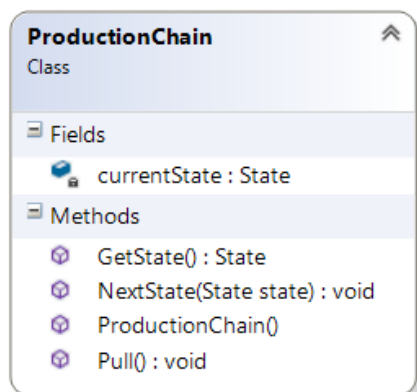 ProductionChain
Class
Fields
currentState : State
Methods
GetState() : State
NextState(State state) : void
ProductionChain()
Pull() : void